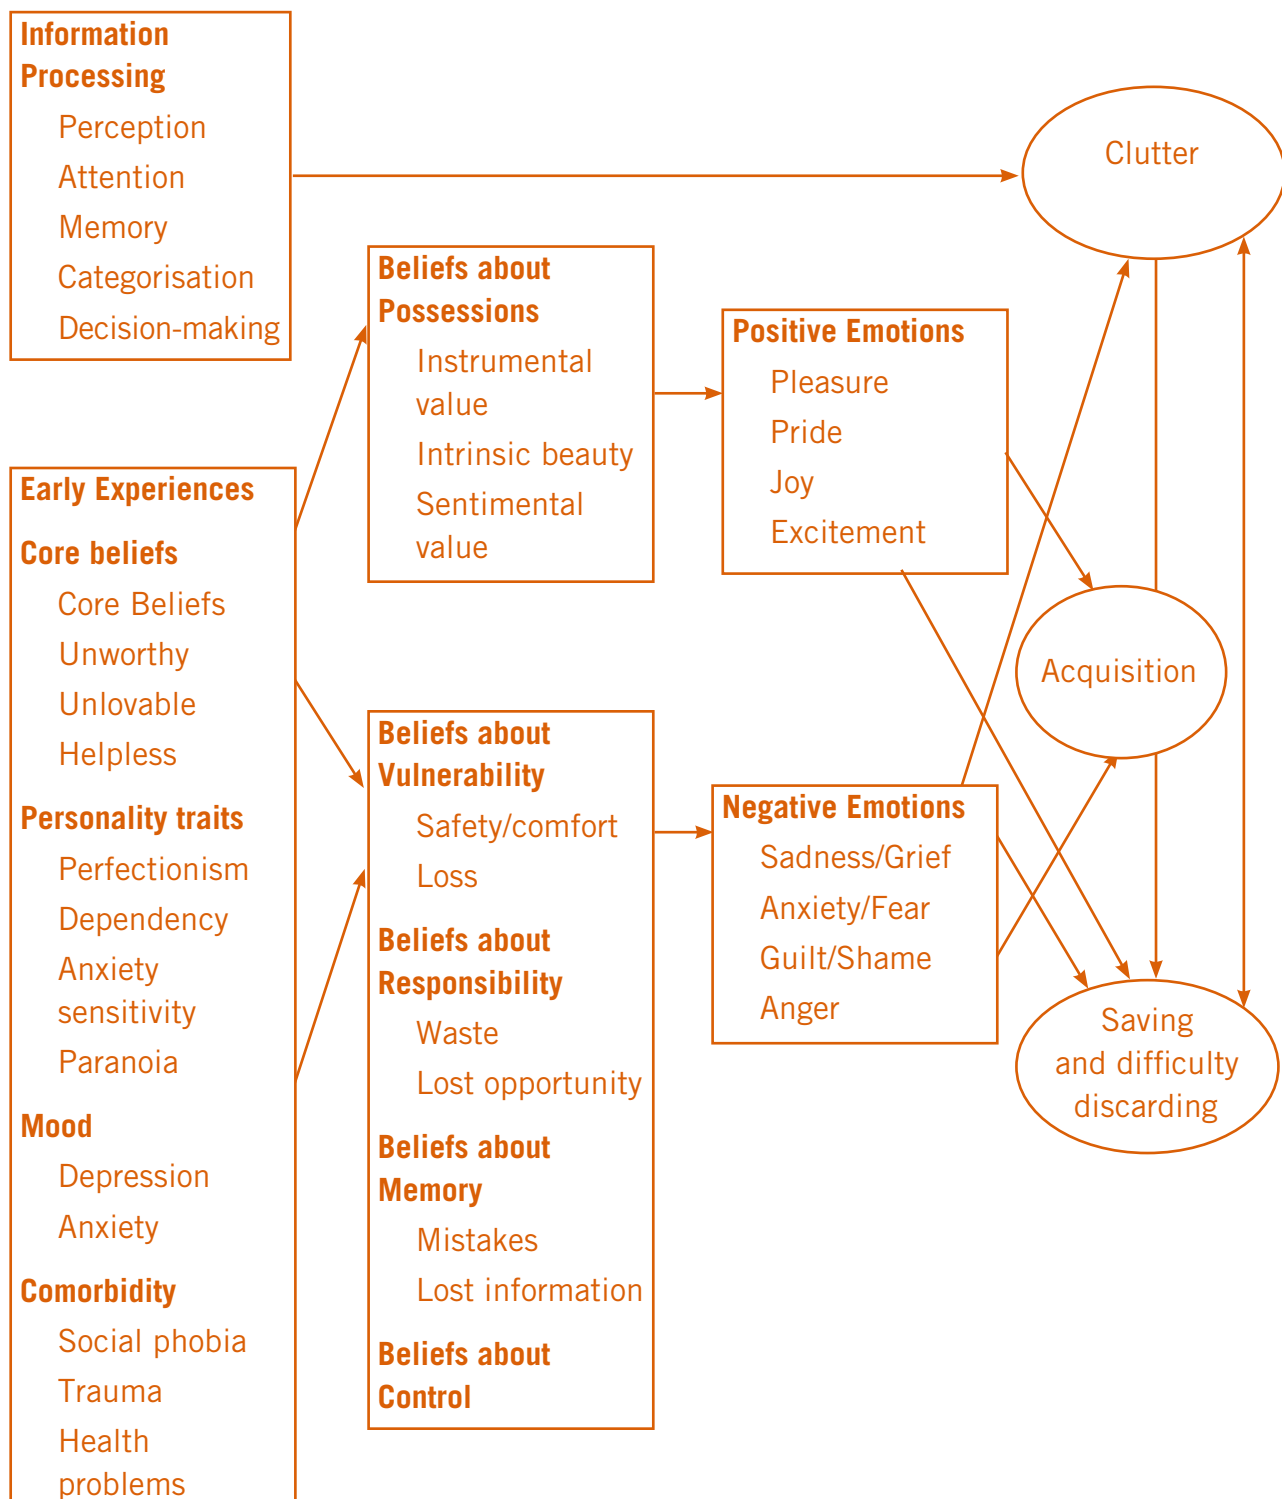 Information
Processing
Perception
Attention
Memory
Categorisation
Decision-making
Early Experiences
Core beliefs
Core Beliefs
Unworthy
Unlovable
Helpless
Personality traits
Perfectionism
Dependency
Anxiety
sensitivity
Paranoia
Mood
Depression
Anxiety
Comorbidity
Social phobia
Trauma
Health
problems
Beliefs about
Possessions
Instrumental
value
Intrinsic beauty
Sentimental
value
Beliefs about
Vulnerability
Safety/comfort
Loss
Beliefs about
Responsibility
Waste
Lost opportunity
Beliefs about
Memory
Mistakes
Lost information
Beliefs about
Control
Positive Emotions
Pleasure
Pride
Joy
Excitement
Negative Emotions
Sadness/Grief
Anxiety/Fear
Guilt/Shame
Anger
Clutter
Acquisition
Saving
and difficulty
discarding